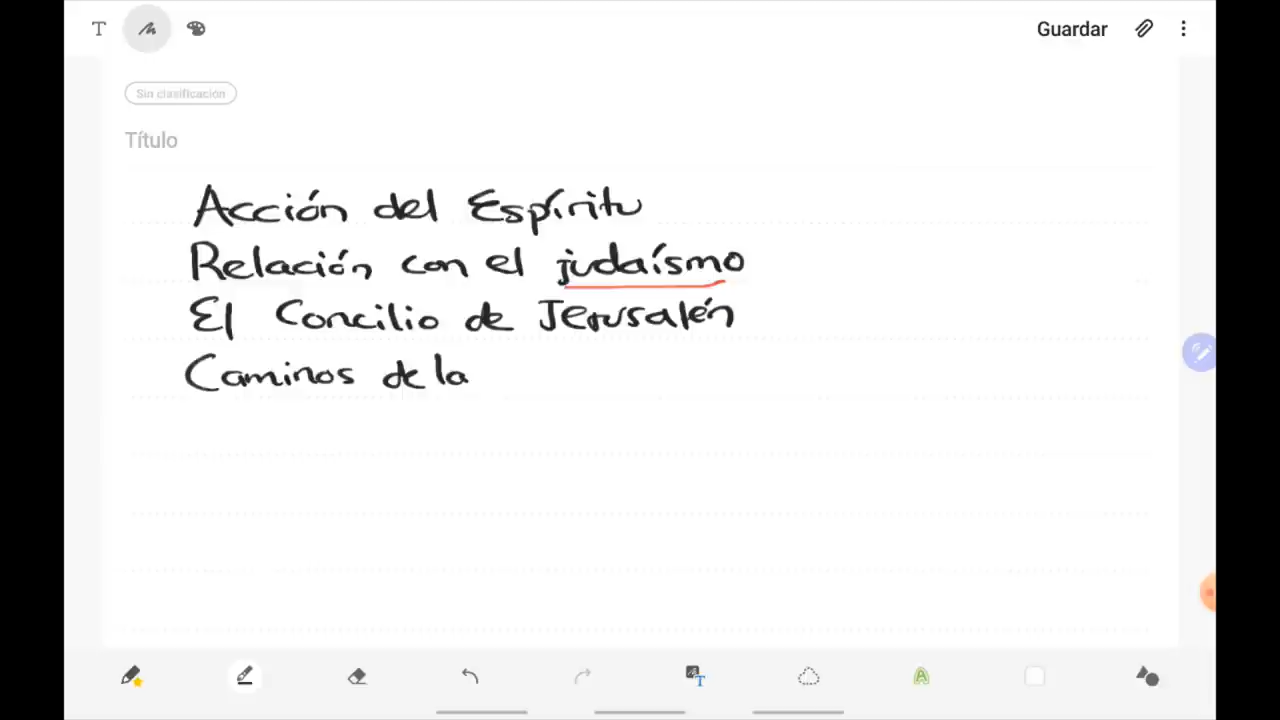 T Guardar
Sin clasificación
Título
Acción del Espíritu
Relación con el judaísmo
El Concilio de Jerusalén
Caminos de la